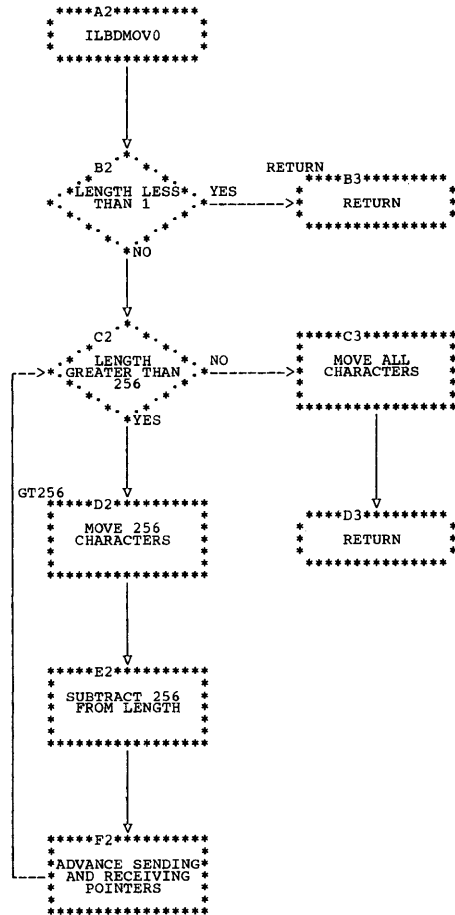 A2
ILBDMOV0
B2
LENGTH LESS
THAN 1
YES
RETURN
B3
RETURN
NO
C2
LENGTH
GREATER THAN
256
NO
C3
MOVE ALL
CHARACTERS
YES
GT256
D2
MOVE 256
CHARACTERS
D3
RETURN
E2
SUBTRACT 256
FROM LENGTH
F2
ADVANCE SENDING
AND RECEIVING
POINTERS